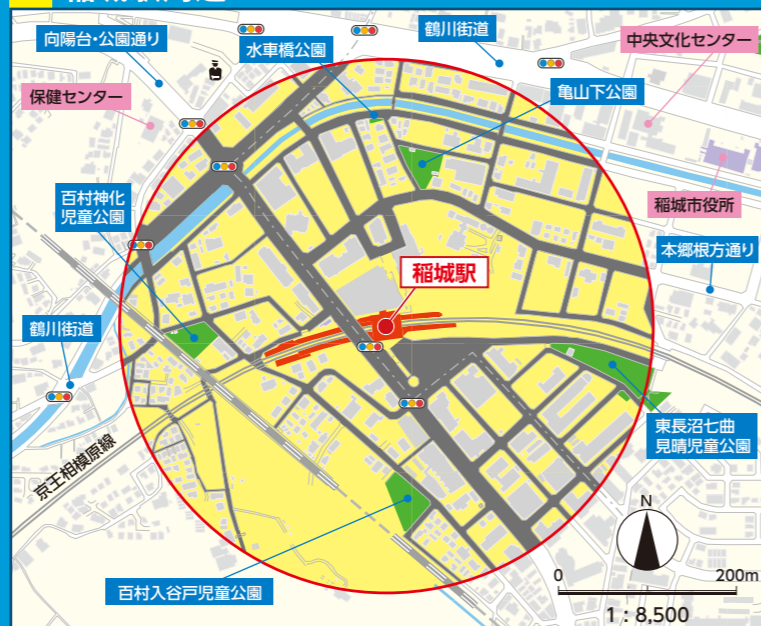 向陽台・公園通り
水車橋公園
鶴川街道
中央文化センター
保健センター
亀山下公園
百村神化
児童公園
稲城市役所
本郷根方通り
稲城駅
鶴川街道
京王相模原線
東長沼七曲
見晴児童公園
百村入谷戸児童公園
N
0
200m
1：8,500